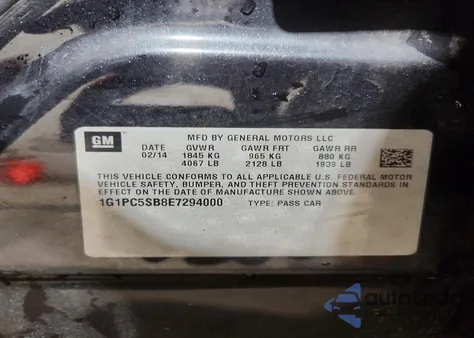 GM
MFD BY GENERAL MOTORS LLC
DATE GVWR GAWR FRT GAWR RR
02/14 1845 KG 965 KG 880 KG
4067 LB 2128 LB 1939 LB
THIS VEHICLE CONFORMS TO ALL APPLICABLE U.S. FEDERAL MOTOR
VEHICLE SAFETY, BUMPER, AND THEFT PREVENTION STANDARDS IN
EFFECT ON THE DATE OF MANUFACTURE SHOWN ABOVE.
1G1PC5SB8E7294000 TYPE: PASS CAR